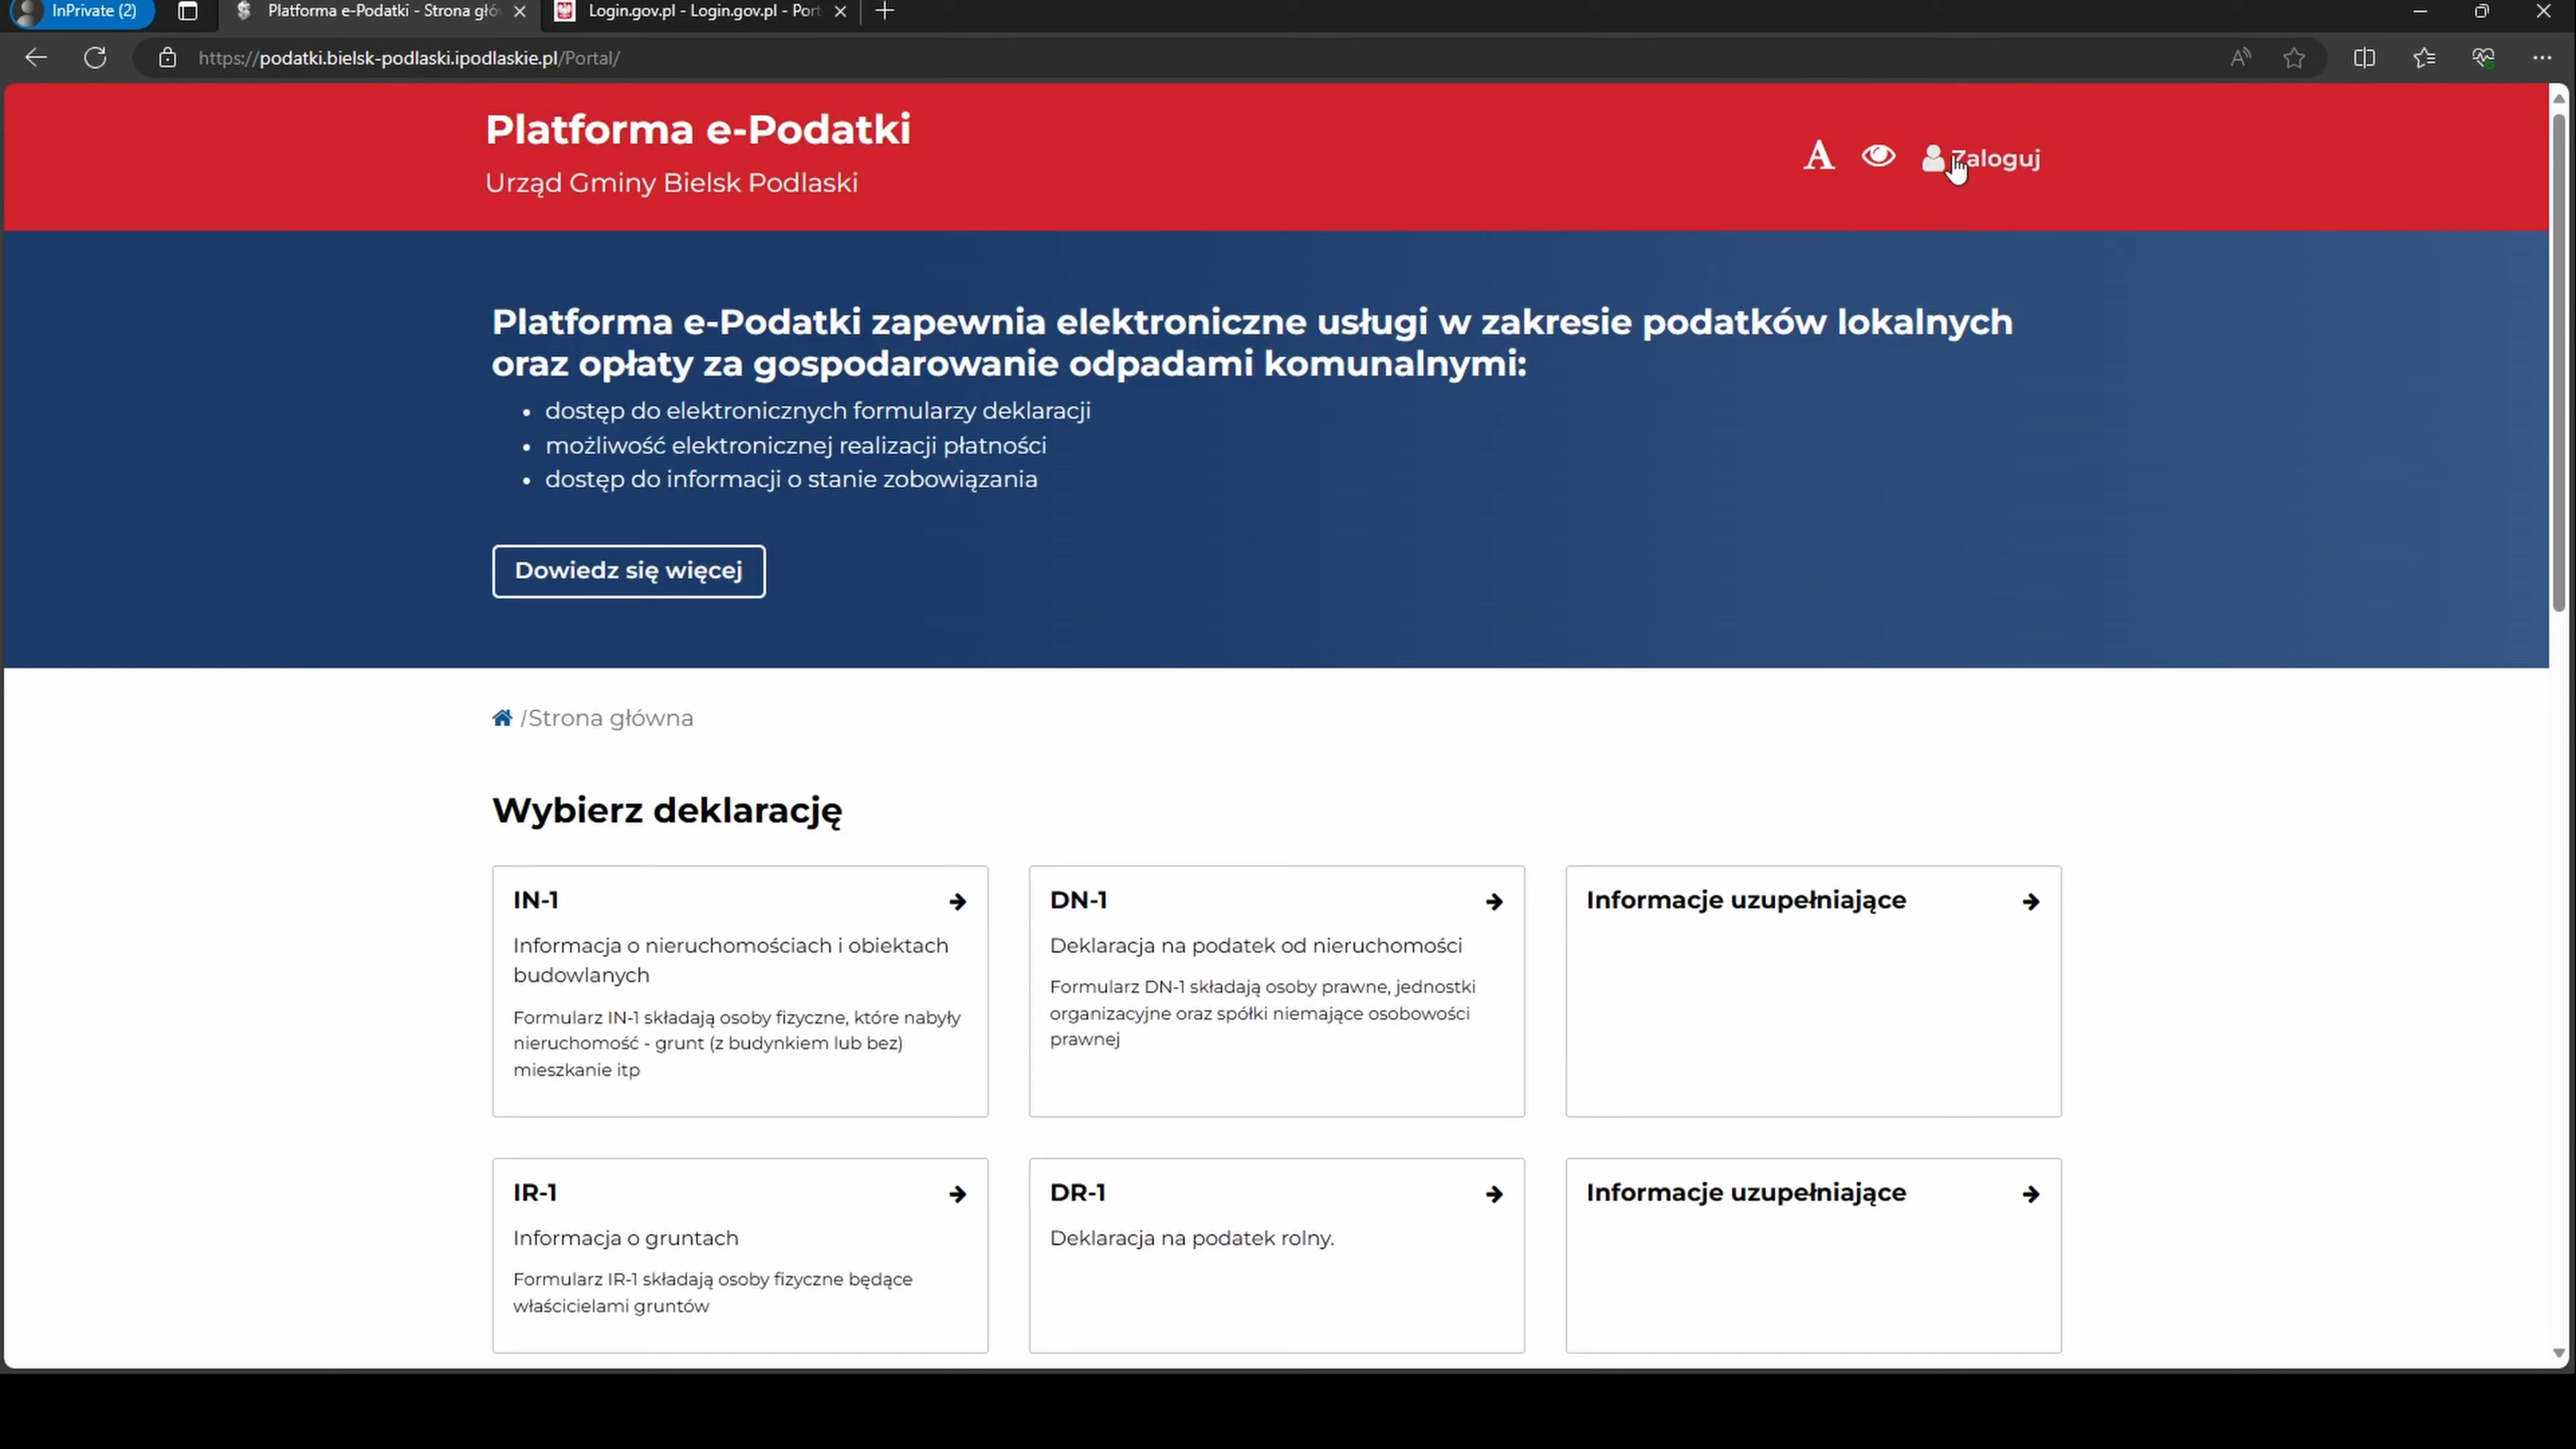 InPrivate (2)
Platforma e-Podatki - Strona głów
Login.gov.pl - Login.gov.pl - Port
https://podatki.bielsk-podlaski.ipodlaskie.pl/Portal/
Platforma e-Podatki
Urząd Gminy Bielsk Podlaski
A
Zaloguj
Platforma e-Podatki zapewnia elektroniczne usługi w zakresie podatków lokalnych
oraz opłaty za gospodarowanie odpadami komunalnymi:
• dostęp do elektronicznych formularzy deklaracji
• możliwość elektronicznej realizacji płatności
• dostęp do informacji o stanie zobowiązania
Dowiedz się więcej
/Strona główna
Wybierz deklarację
IN-1
Informacja o nieruchomościach i obiektach
budowlanych
Formularz IN-1 składają osoby fizyczne, które nabyły
nieruchomość - grunt (z budynkiem lub bez)
mieszkanie itp
DN-1
Deklaracja na podatek od nieruchomości
Formularz DN-1 składają osoby prawne, jednostki
organizacyjne oraz spółki niemające osobowości
prawnej
Informacje uzupełniające
IR-1
Informacja o gruntach
Formularz IR-1 składają osoby fizyczne będące
właścicielami gruntów
DR-1
Deklaracja na podatek rolny.
Informacje uzupełniające